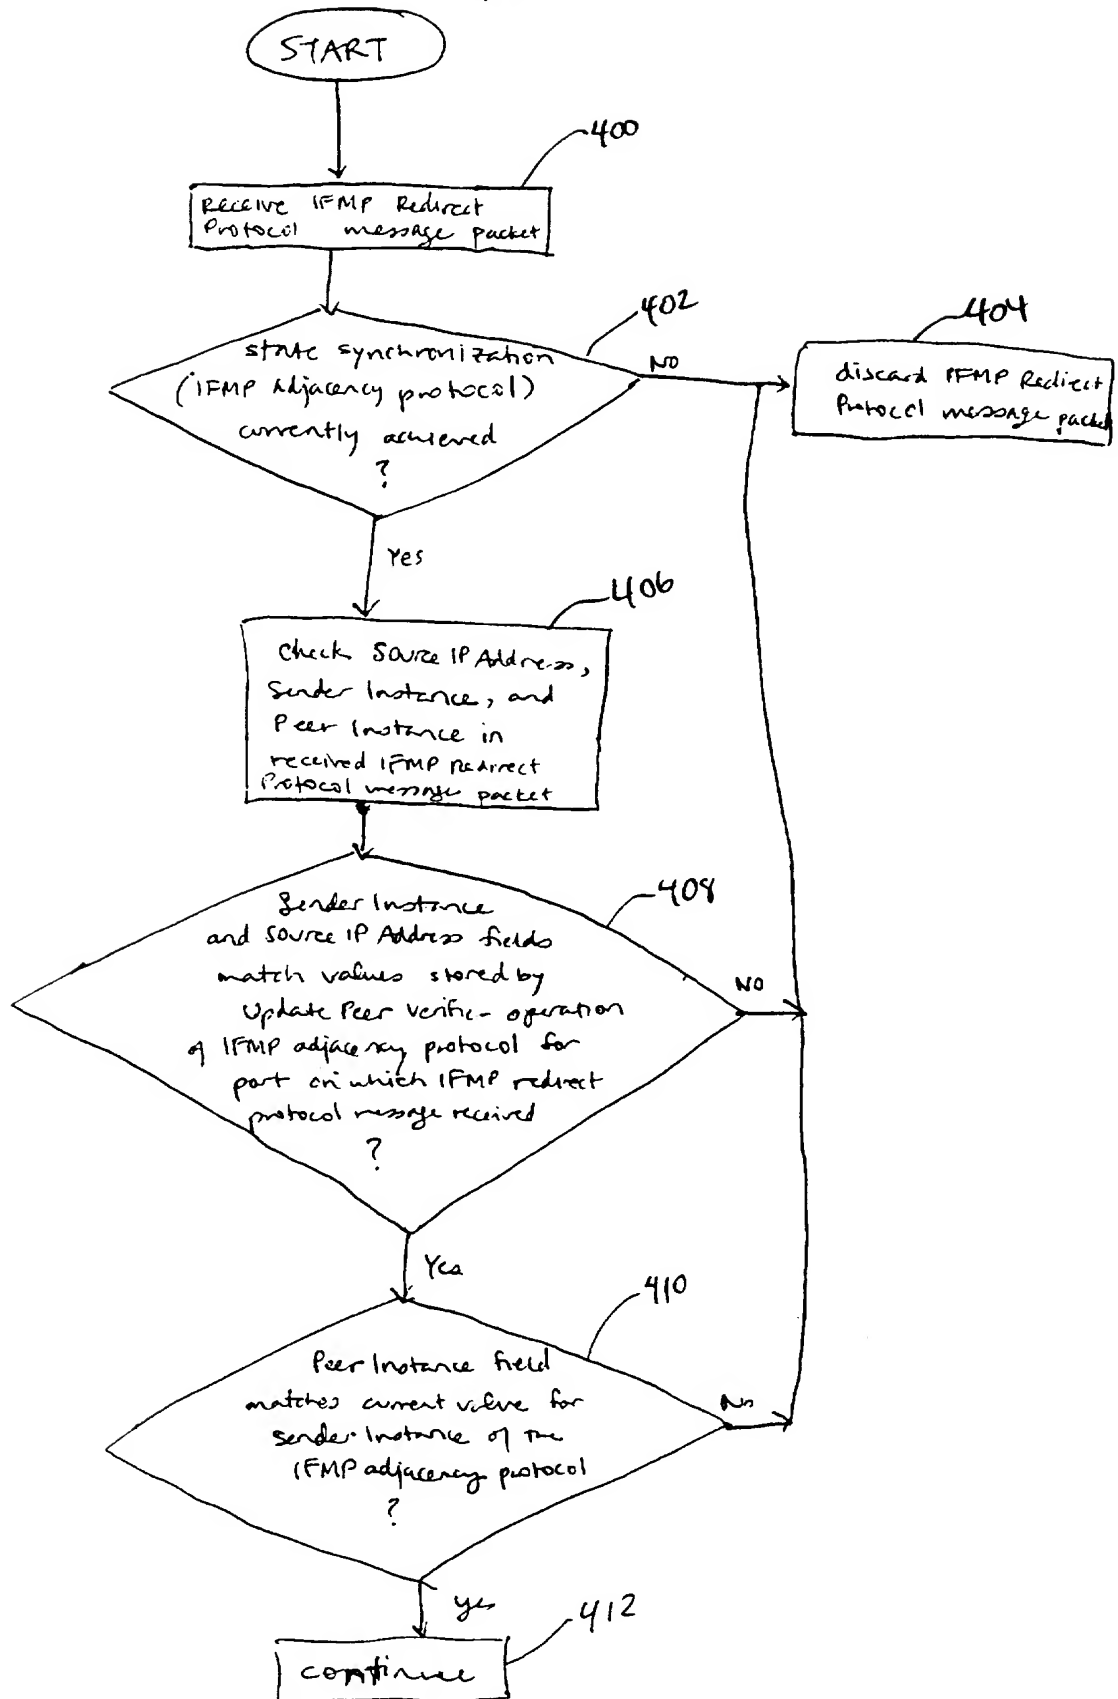 START
400
Receive IFMP Redirect
Protocol message packet
402
state synchronization
(IFMP Adjacency protocol)
currently achieved
?
NO
404
discard IFMP Redirect
Protocol message packet
Yes
406
Check Source IP Address,
Sender Instance, and
Peer Instance in
received IFMP Redirect
Protocol message packet
408
Sender Instance
and Source IP Address fields
match values stored by
Update Peer Verific- operation
of IFMP adjacency protocol for
port on which IFMP redirect
protocol message received
?
NO
Yes
410
Peer Instance field
matches current value for
sender instance of the
IFMP adjacency protocol
?
No
yes
412
continue